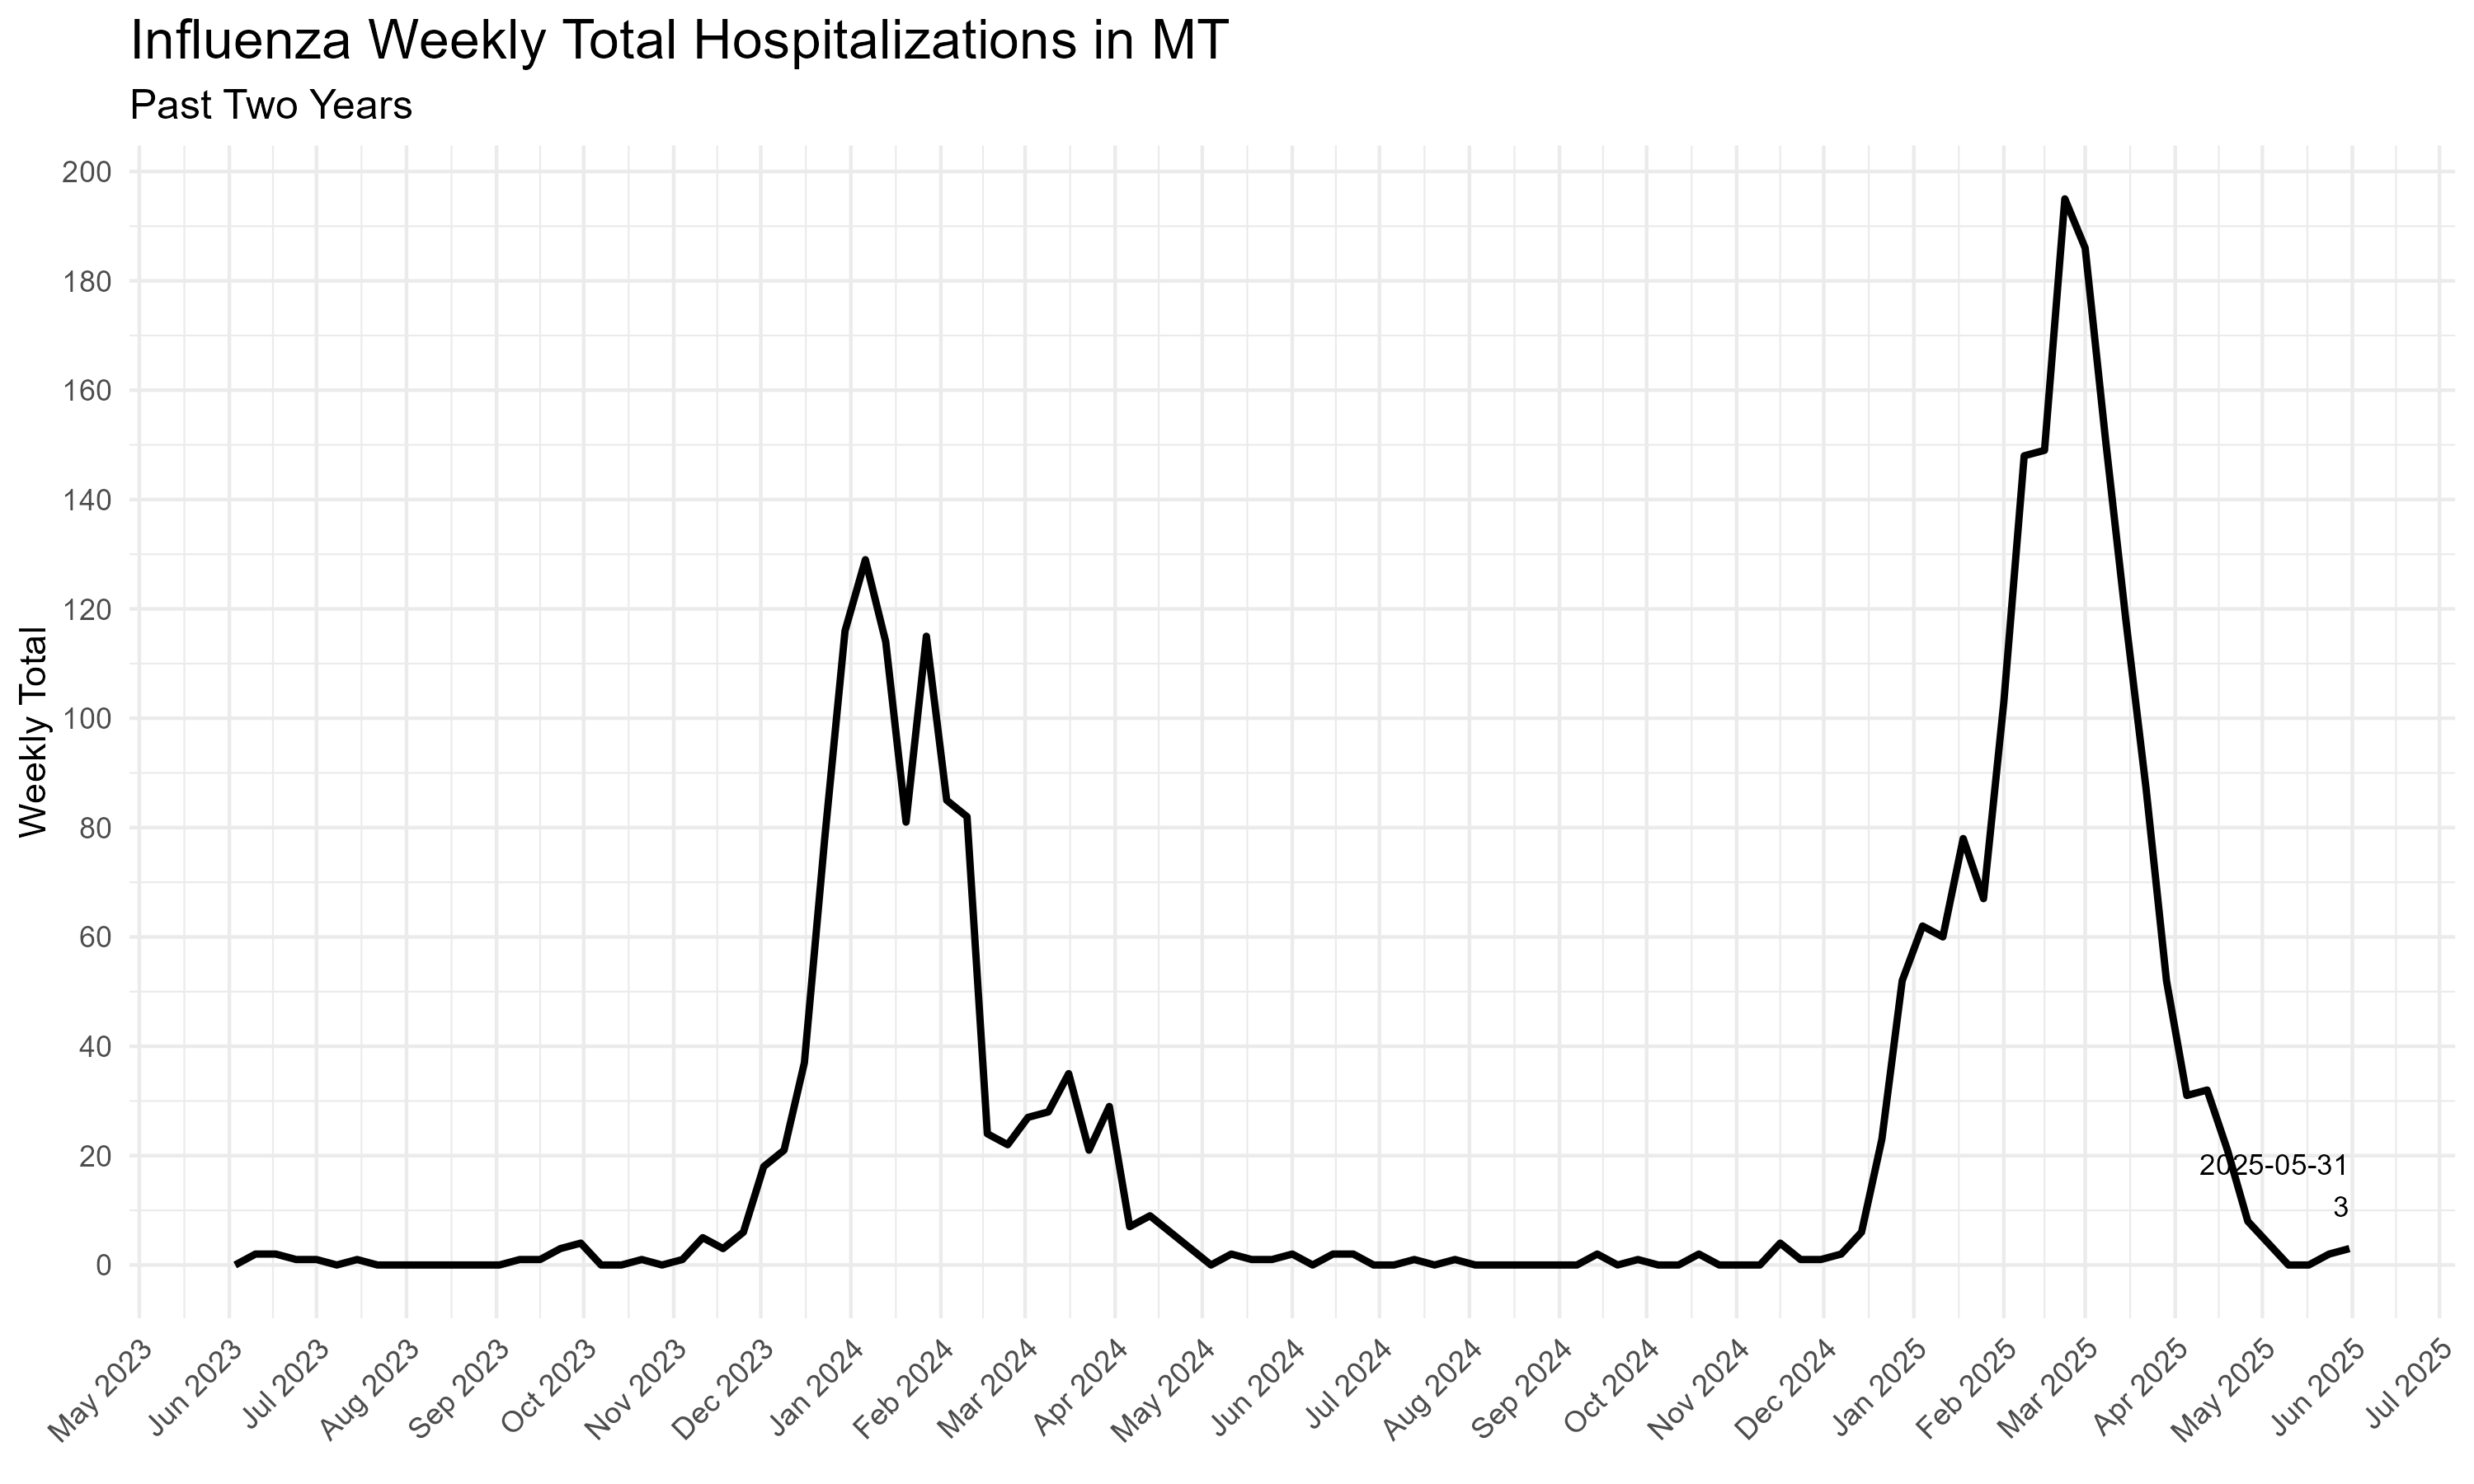 Influenza Weekly Total Hospitalizations in MT
Past Two Years
Weekly Total
200
180
160
140
120
100
80
60
40
20
0
2025-05-31
3
May 2023
Jun 2023
Jul 2023
Aug 2023
Sep 2023
Oct 2023
Nov 2023
Dec 2023
Jan 2024
Feb 2024
Mar 2024
Apr 2024
May 2024
Jun 2024
Jul 2024
Aug 2024
Sep 2024
Oct 2024
Nov 2024
Dec 2024
Jan 2025
Feb 2025
Mar 2025
Apr 2025
May 2025
Jun 2025
Jul 2025